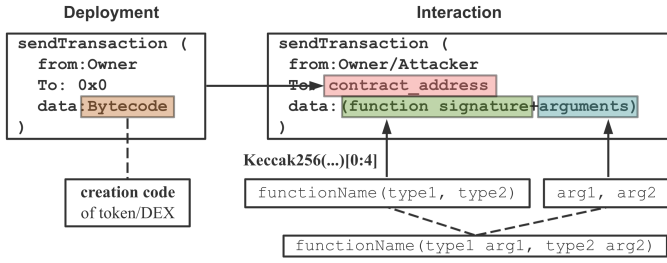 Deployment
sendTransaction (
from:Owner
To: 0x0
data:Bytecode
)
creation code
of token/DEX
Interaction
sendTransaction (
from:Owner/Attacker
To: contract_address
data:(function signature+arguments)
)
Keccak256(...)[0:4]
functionName(type1, type2)
arg1, arg2
functionName(type1 arg1, type2 arg2)